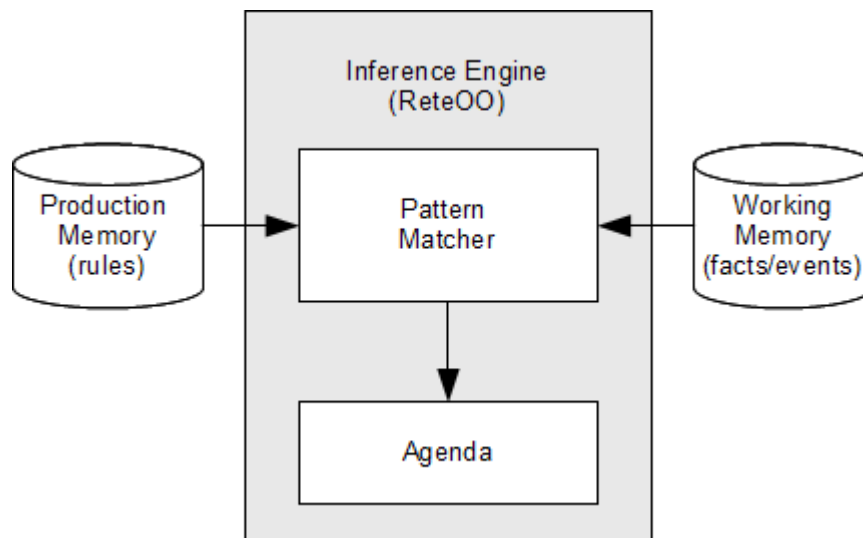 Inference Engine
(ReteOO)
Production
Memory
(rules)
Pattern
Matcher
Working
Memory
(facts/events)
Agenda